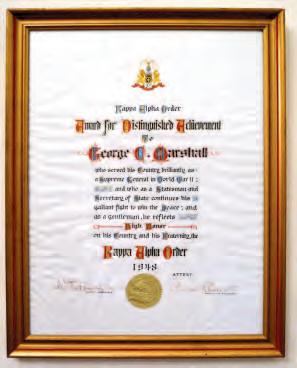 Kappa Alpha Order
Award for Distinguished Achievement
To
George C. Marshall
who served his Country brilliantly as
a Supreme General in World War II;
and who as a Statesman and
Secretary of State continues his
gallant fight to win the Peace; and
as a gentleman, he reflects
High Honor
on his Country and his Fraternity, the
Kappa Alpha Order
1948
ATTEST: